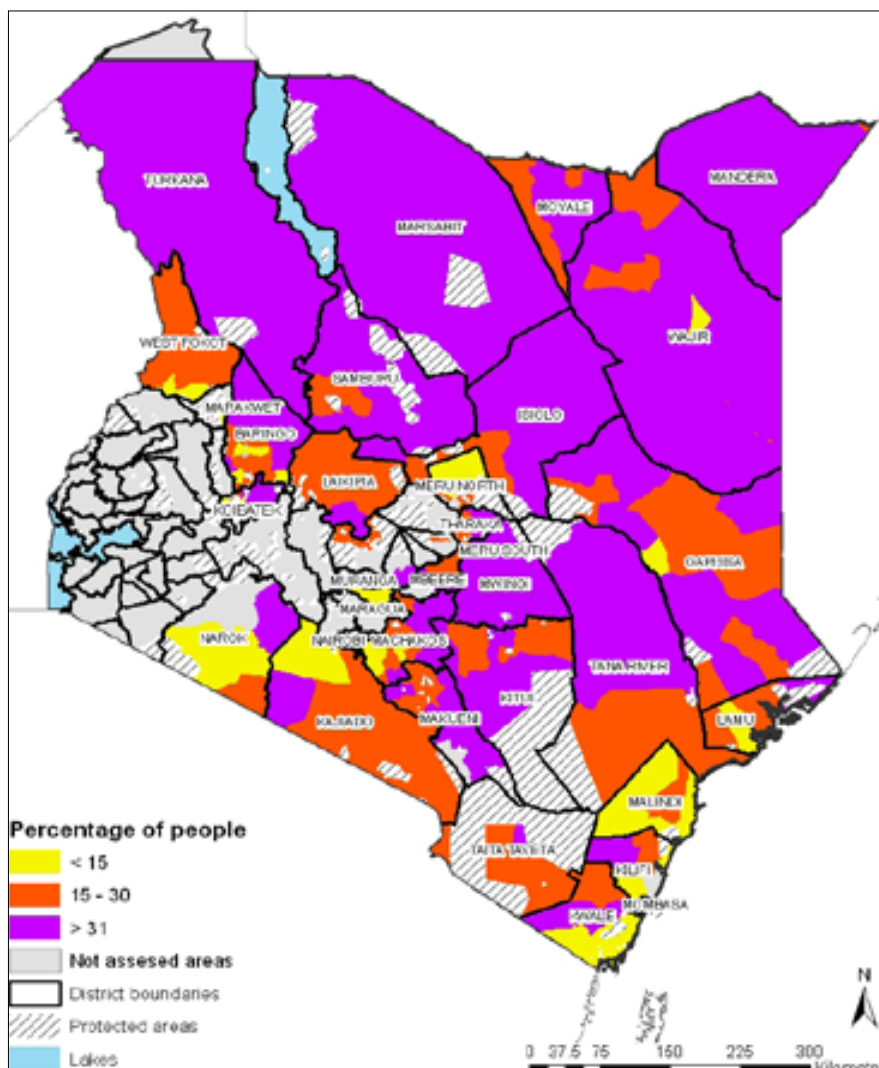 TURKANA
MANDERA
MOYALE
MARSABIT
WAJIR
WEST POKOT
SAMBURU
MARAKWET
ISIOLO
BARINGO
LAIKIPIA
MERU NORTH
KOIBATEK
THARAKA
GARISSA
MERU SOUTH
MURANGA
MBEERE
MWINGI
MARAGUA
NAROK
NAIROBI
MACHAKOS
TANA RIVER
KITUI
KAJIADO
MAKUENI
LAMU
MALINDI
TAITA TAVETA
KILIFI
MOMBASA
KWALE
Percentage of people
< 15
15 - 30
> 31
Not assesed areas
District boundaries
Protected areas
Lakes
N
0 37.5 75 150 225 300